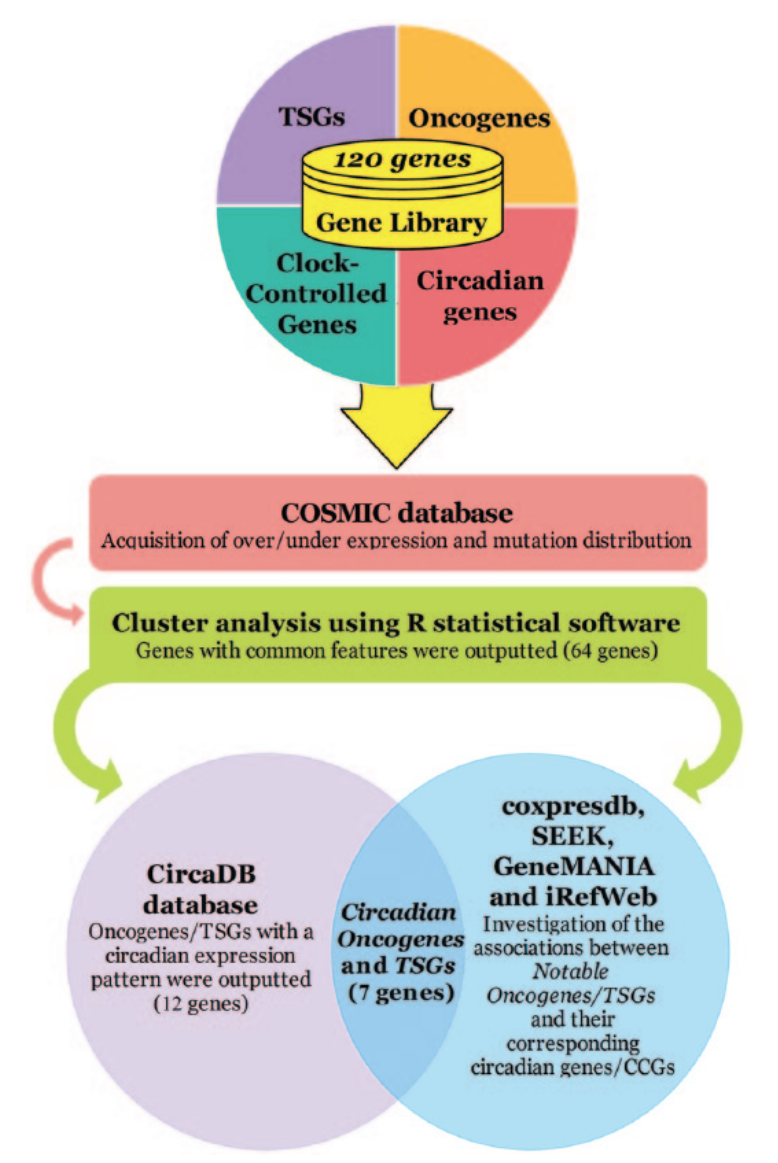 TSGs
Oncogenes
120 genes
Gene Library
Clock-
Controlled
Genes
Circadian
genes
COSMIC database
Acquisition of over/under expression and mutation distribution
Cluster analysis using R statistical software
Genes with common features were outputted (64 genes)
CircaDB
database
Oncogenes/TSGs with a
circadian expression
pattern were outputted
(12 genes)
Circadian
Oncogenes
and TSGs
(7 genes)
coxpresdb,
SEEK,
GeneMANIA
and iRefWeb
Investigation of the
associations between
Notable
Oncogenes/TSGs
and their
corresponding
circadian genes/CCGs